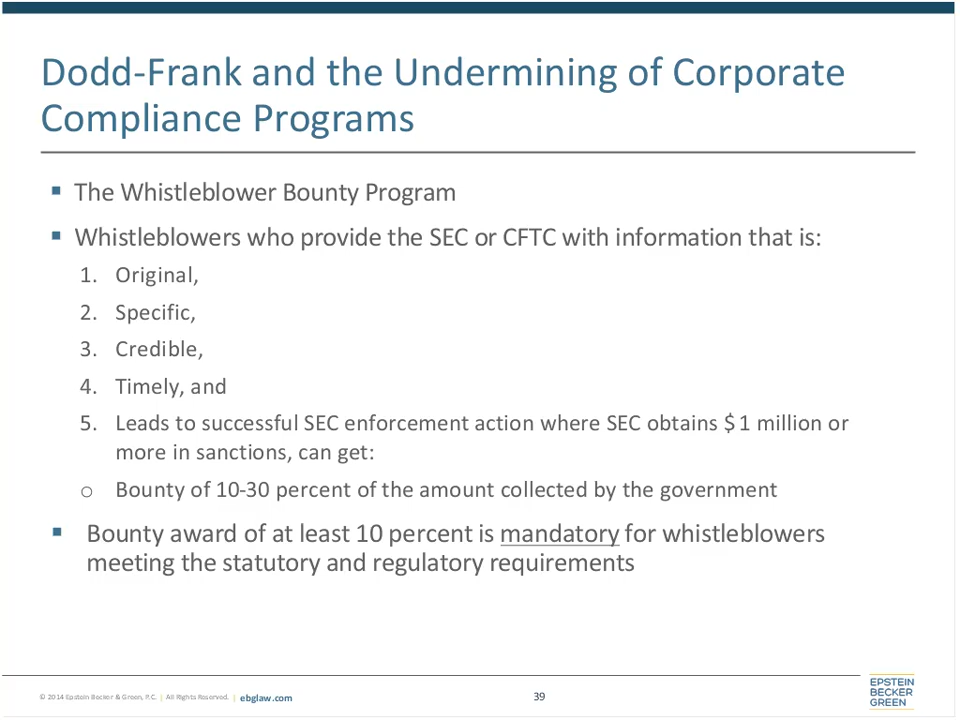 Dodd-Frank and the Undermining of Corporate
Compliance Programs
▪ The Whistleblower Bounty Program
▪ Whistleblowers who provide the SEC or CFTC with information that is:
1. Original,
2. Specific,
3. Credible,
4. Timely, and
5. Leads to successful SEC enforcement action where SEC obtains $1 million or
more in sanctions, can get:
o Bounty of 10-30 percent of the amount collected by the government
▪ Bounty award of at least 10 percent is mandatory for whistleblowers
meeting the statutory and regulatory requirements
© 2014 Epstein Becker & Green, P.C. | All Rights Reserved. | ebglaw.com
39
EPSTEIN
BECKER
GREEN